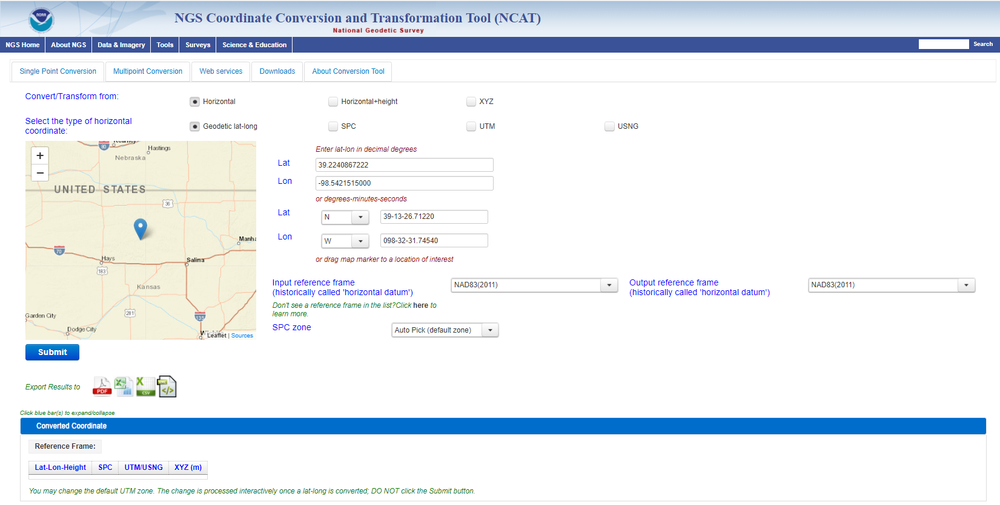 NOAA
NGS Coordinate Conversion and Transformation Tool (NCAT)
National Geodetic Survey
NGS Home About NGS Data & Imagery Tools Surveys Science & Education Search
Single Point Conversion Multipoint Conversion Web services Downloads About Conversion Tool
Convert/Transform from:
Horizontal Horizontal+height XYZ
Select the type of horizontal
coordinate:
Geodetic lat-long SPC UTM USNG
+
−
80
Kearney
Hastings
Nebraska
UNITED STATES
36
Manha
70
Hays
183
Salina
Kansas
281
135
Garden City
Dodge City
Leaflet | Sources
Enter lat-lon in decimal degrees
Lat 39.2240867222
Lon -98.5421515000
or degrees-minutes-seconds
Lat N 39-13-26.71220
Lon W 098-32-31.74540
or drag map marker to a location of interest
Input reference frame
(historically called 'horizontal datum')
NAD83(2011)
Output reference frame
(historically called 'horizontal datum')
NAD83(2011)
Don't see a reference frame in the list?Click here to
learn more.
SPC zone Auto Pick (default zone)
Submit
Export Results to
PDF
X
X
CSV
</>
Click blue bar(s) to expand/collapse
Converted Coordinate
Reference Frame:
Lat-Lon-Height SPC UTM/USNG XYZ (m)
You may change the default UTM zone. The change is processed interactively once a lat-long is converted; DO NOT click the Submit button.